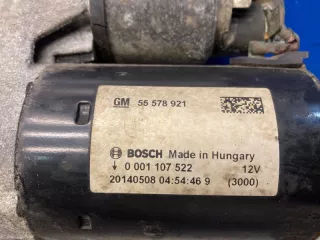 GM 55 578 921
BOSCH Made in Hungary
0 001 107 522 12V
20140508 04:54:46 9 (3000)